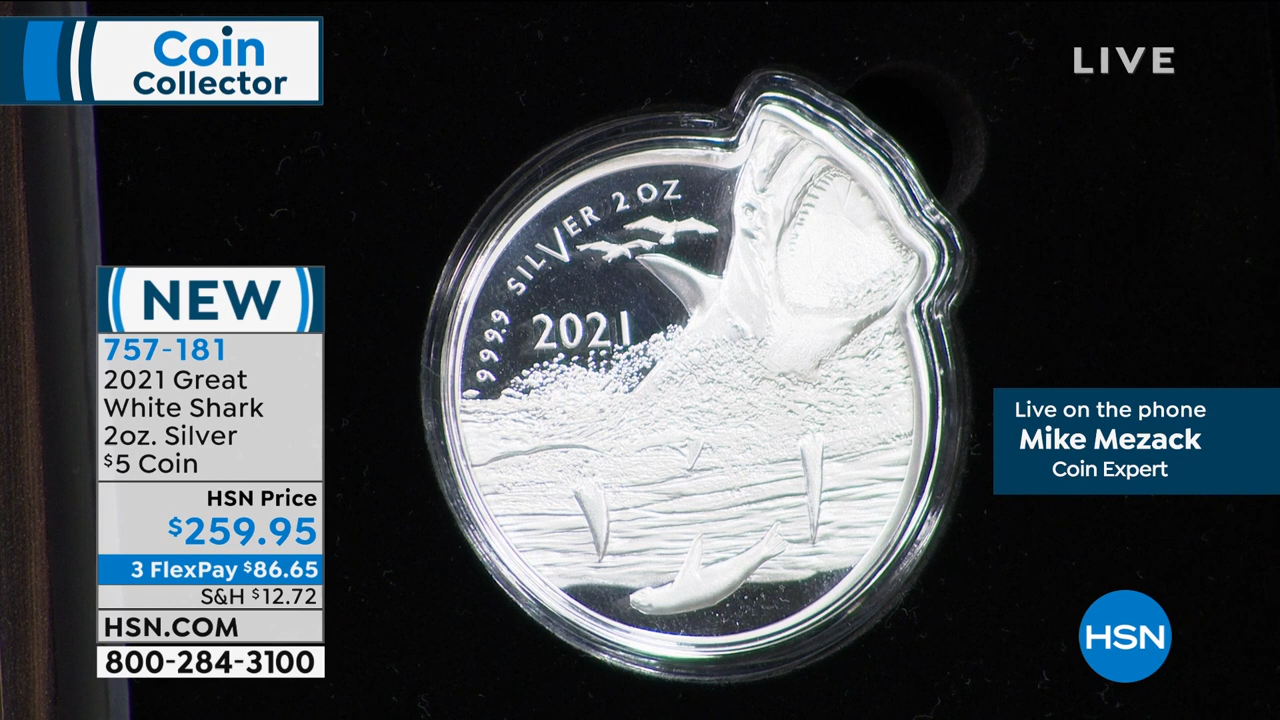 Coin
Collector
LIVE
999.9 SILVER 2 OZ
2021
NEW
757-181
2021 Great
White Shark
2oz. Silver
$5 Coin
HSN Price
$259.95
3 FlexPay $86.65
S&H $12.72
HSN.COM
800-284-3100
Live on the phone
Mike Mezack
Coin Expert
HSN